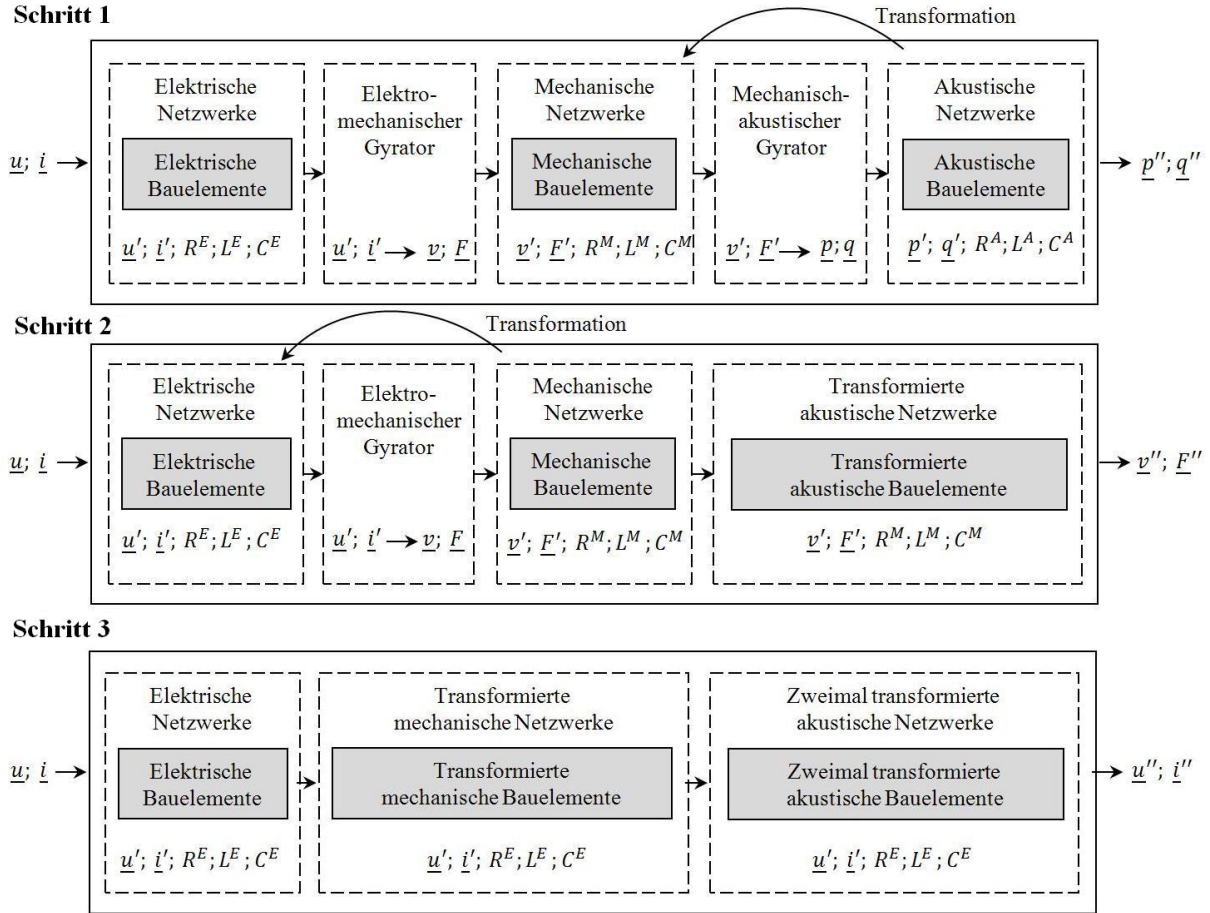 Schritt 1
Transformation
Elektrische
Netzwerke
Elektrische
Bauelemente
u′; i′; R^E; L^E; C^E
Elektro-
mechanischer
Gyrator
u′; i′ → v; F
Mechanische
Netzwerke
Mechanische
Bauelemente
v′; F′; R^M; L^M; C^M
Mechanisch-
akustischer
Gyrator
v′; F′ → p; q
Akustische
Netzwerke
Akustische
Bauelemente
p′; q′; R^A; L^A; C^A
u; i →
→ p′′; q′′
Schritt 2
Transformation
Elektrische
Netzwerke
Elektrische
Bauelemente
u′; i′; R^E; L^E; C^E
Elektro-
mechanischer
Gyrator
u′; i′ → v; F
Mechanische
Netzwerke
Mechanische
Bauelemente
v′; F′; R^M; L^M; C^M
Transformierte
akustische Netzwerke
Transformierte
akustische Bauelemente
v′; F′; R^M; L^M; C^M
u; i →
→ v′′; F′′
Schritt 3
Elektrische
Netzwerke
Elektrische
Bauelemente
u′; i′; R^E; L^E; C^E
Transformierte
mechanische Netzwerke
Transformierte
mechanische Bauelemente
u′; i′; R^E; L^E; C^E
Zweimal transformierte
akustische Netzwerke
Zweimal transformierte
akustische Bauelemente
u′; i′; R^E; L^E; C^E
u; i →
→ u′′; i′′